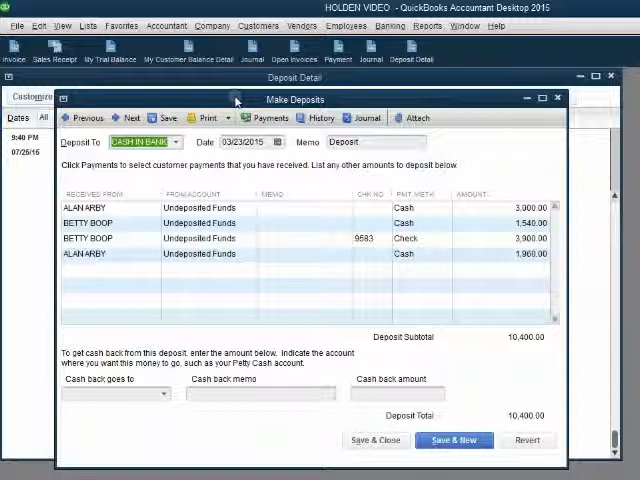 HOLDEN VIDEO - QuickBooks Accountant Desktop 2015
File Edit View Lists Favorites Accountant Company Customers Vendors Employees Banking Reports Window Help
Invoice Sales Receipt My Trial Balance My Customer Balance Detail Journal Open Invoices Payment Journal Deposit Detail
Deposit Detail
Customize
Make Deposits
Dates All
Previous Next Save Print Payments History Journal Attach
9:40 PM
07/25/15
Deposit To CASH IN BANK Date 03/23/2015 Memo Deposit
Click Payments to select customer payments that you have received. List any other amounts to deposit below.
RECEIVED FROM FROM ACCOUNT MEMO CHK NO. PMT METH. AMOUNT
ALAN ARBY Undeposited Funds Cash 3,000.00
BETTY BOOP Undeposited Funds Cash 1,540.00
BETTY BOOP Undeposited Funds 9583 Check 3,900.00
ALAN ARBY Undeposited Funds Cash 1,960.00
Deposit Subtotal 10,400.00
To get cash back from this deposit, enter the amount below. Indicate the account
where you want this money to go, such as your Petty Cash account.
Cash back goes to Cash back memo Cash back amount
Deposit Total 10,400.00
Save & Close Save & New Revert